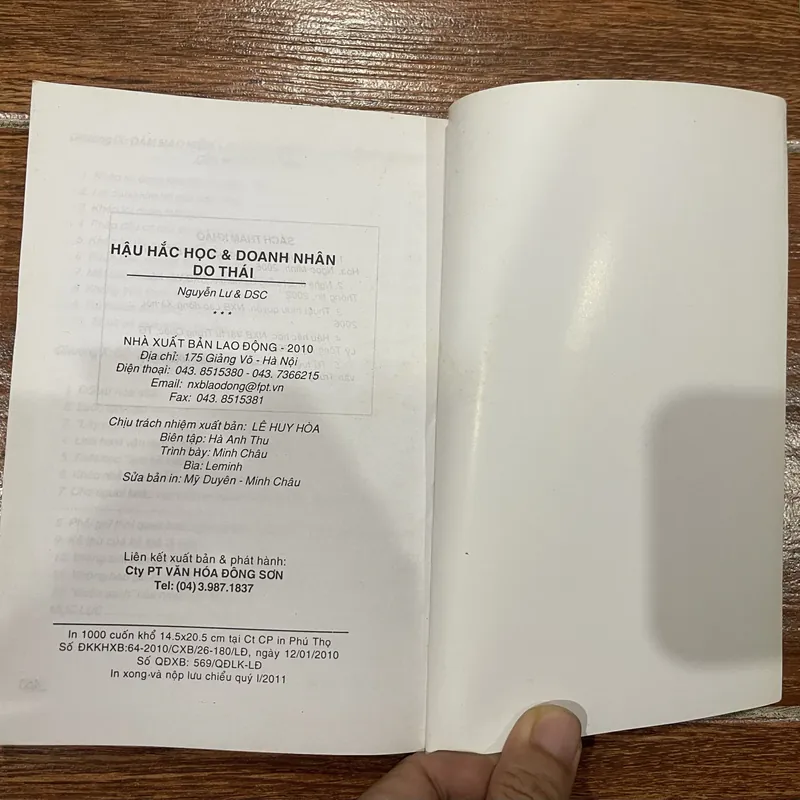 HẬU HẮC HỌC & DOANH NHÂN
DO THÁI
Nguyễn Lư & DSC
***
NHÀ XUẤT BẢN LAO ĐỘNG - 2010
Địa chỉ: 175 Giảng Võ - Hà Nội
Điện thoại: 043. 8515380 - 043. 7366215
Email: nxblaodong@fpt.vn
Fax: 043. 8515381
Chịu trách nhiệm xuất bản: LÊ HUY HÒA
Biên tập: Hà Anh Thu
Trình bày: Minh Châu
Bìa: Leminh
Sửa bản in: Mỹ Duyên - Minh Châu
Liên kết xuất bản & phát hành:
Cty PT VĂN HÓA ĐÔNG SƠN
Tel: (04) 3.987.1837
In 1000 cuốn khổ 14.5x20.5 cm tại Ct CP in Phú Thọ
Số ĐKKHXB:64-2010/CXB/26-180/LĐ, ngày 12/01/2010
Số QĐXB: 569/QĐLK-LĐ
In xong và nộp lưu chiểu quý I/2011